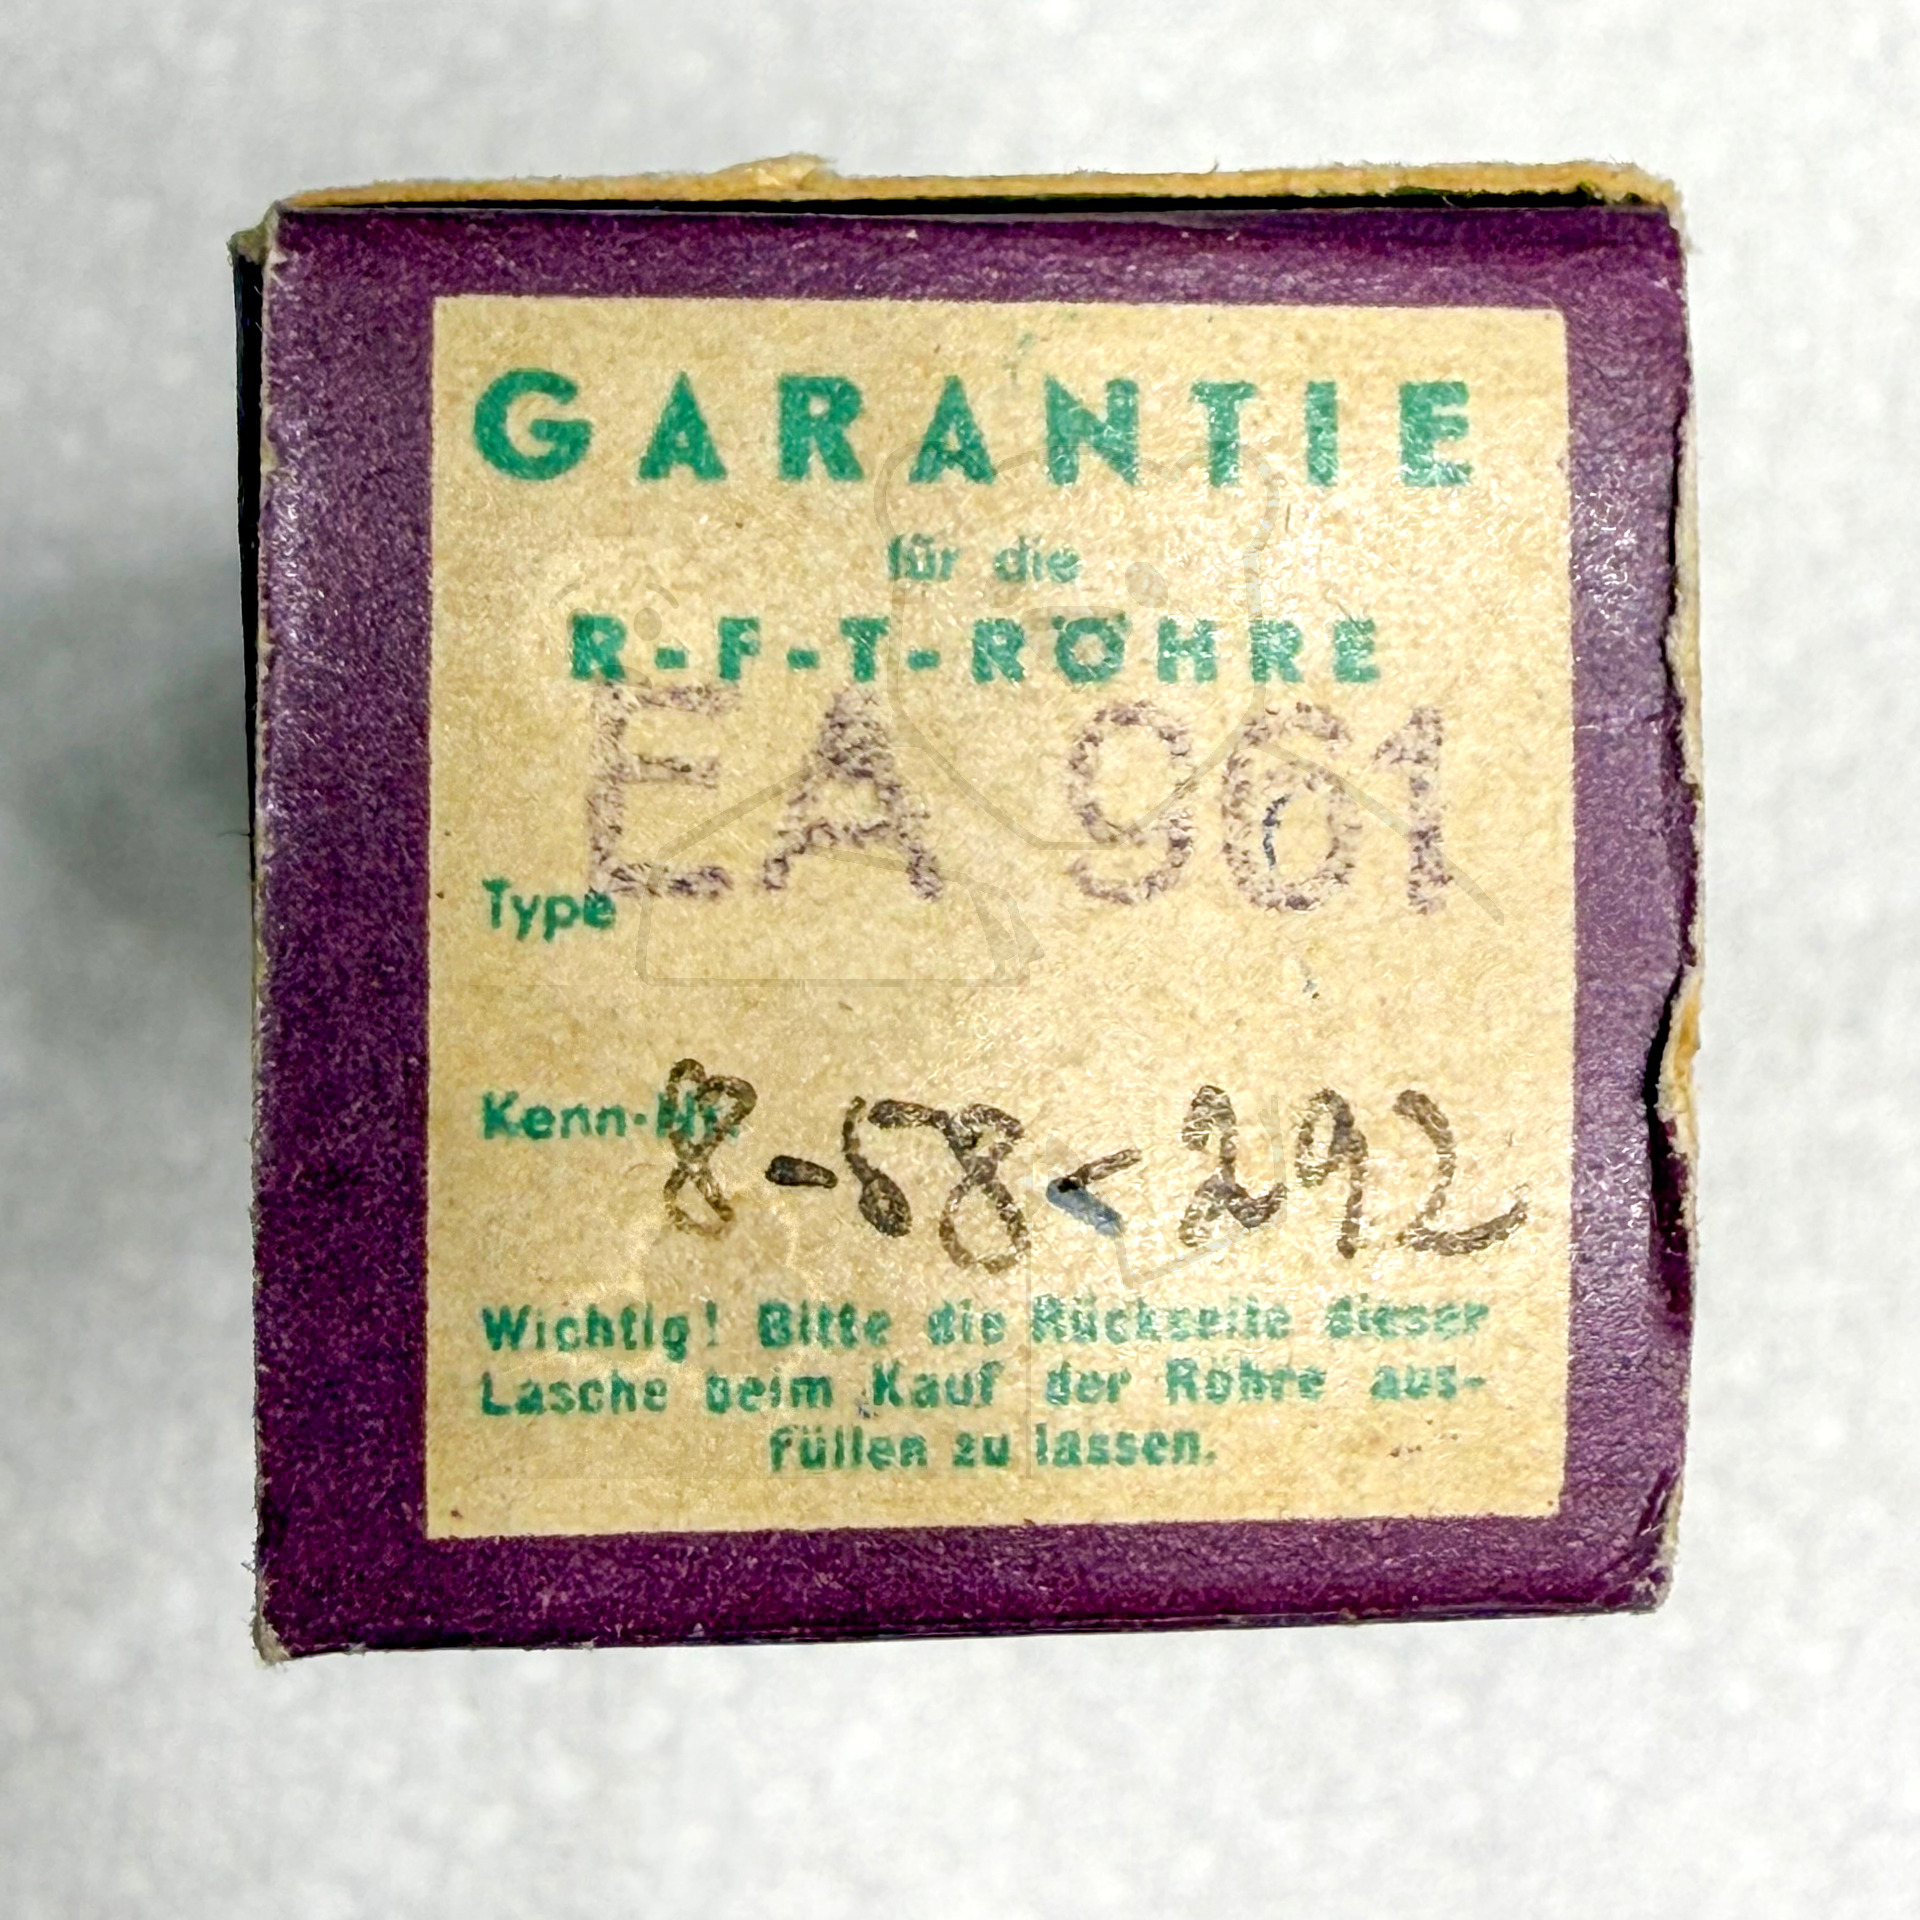 GARANTIE
für die
R-F-T-RÖHRE
EA 961
Type
Kenn-Nr. 8-58<292
Wichtig! Bitte die Rückseite dieser
Lasche beim Kauf der Röhre aus-
füllen zu lassen.